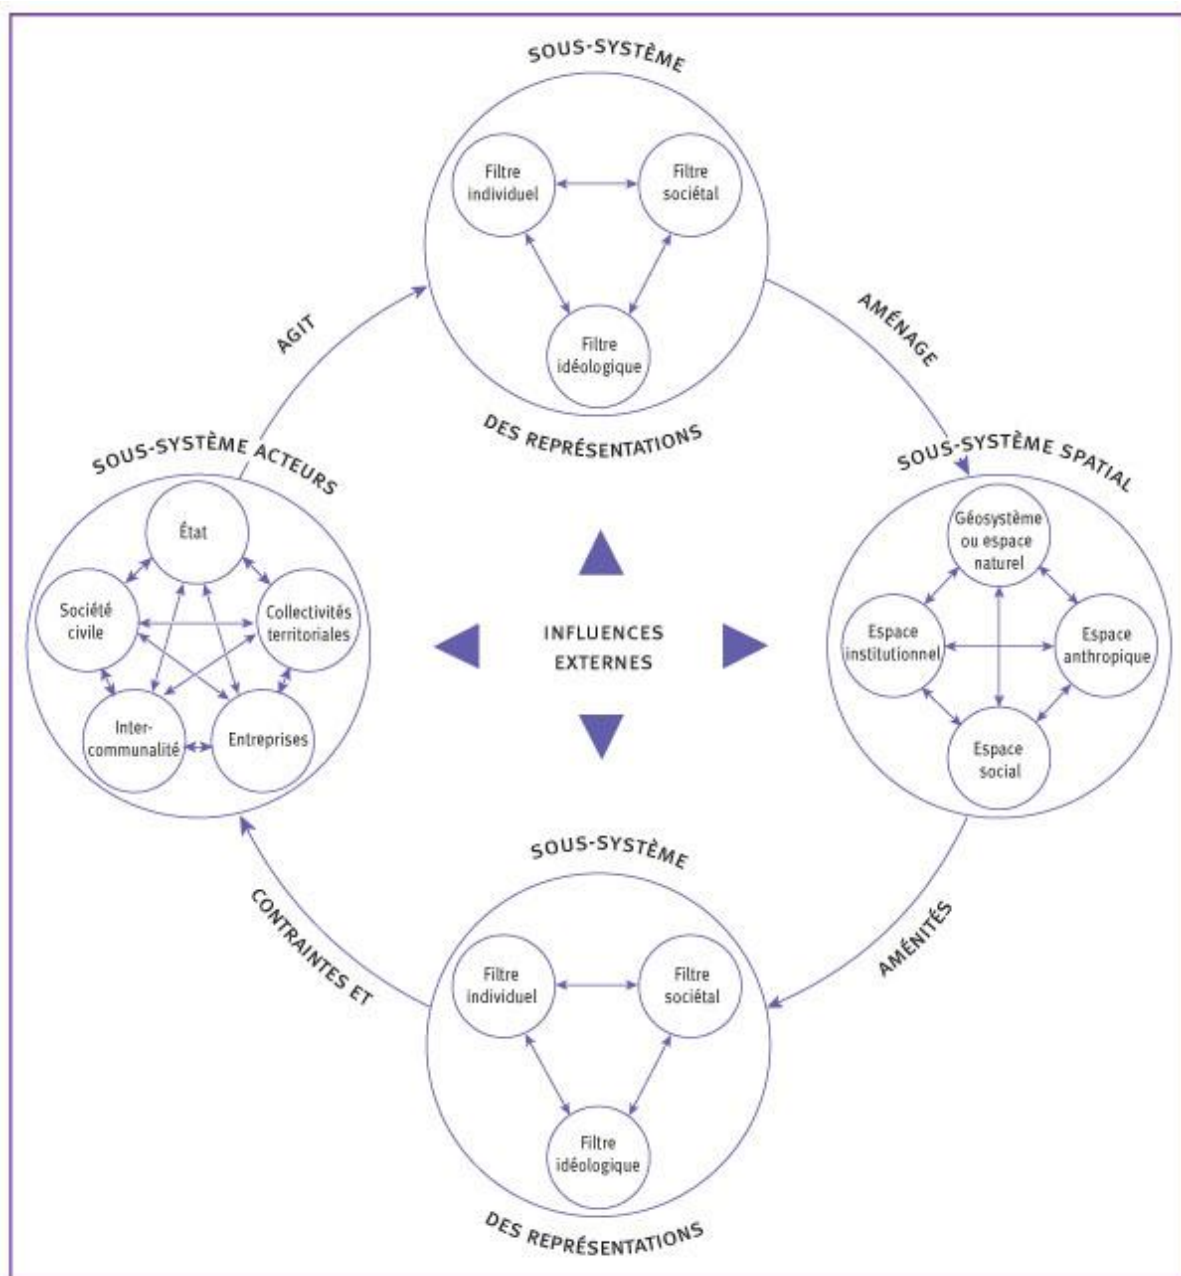 SOUS-SYSTÈME
Filtre
individuel
Filtre
sociétal
Filtre
idéologique
DES REPRÉSENTATIONS
AGIT
AMÉNAGE
SOUS-SYSTÈME ACTEURS
État
Société
civile
Collectivités
territoriales
Inter-
communalité
Entreprises
INFLUENCES
EXTERNES
SOUS-SYSTÈME SPATIAL
Géosystème
ou espace
naturel
Espace
institutionnel
Espace
anthropique
Espace
social
CONTRAINTES ET
AMÉNITÉS
SOUS-SYSTÈME
Filtre
individuel
Filtre
sociétal
Filtre
idéologique
DES REPRÉSENTATIONS